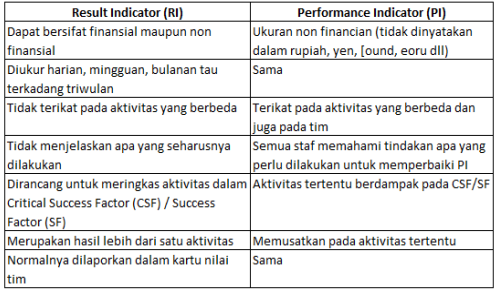 Result Indicator (RI)
Performance Indicator (PI)
Dapat bersifat finansial maupun non
finansial
Ukuran non financian (tidak dinyatakan
dalam rupiah, yen, [ound, eoru dll)
Diukur harian, mingguan, bulanan tau
terkadang triwulan
Sama
Tidak terikat pada aktivitas yang berbeda
Terikat pada aktivitas yang berbeda dan
juga pada tim
Tidak menjelaskan apa yang seharusnya
dilakukan
Semua staf memahami tindakan apa yang
perlu dilakukan untuk memperbaiki PI
Dirancang untuk meringkas aktivitas dalam
Critical Success Factor (CSF) / Success
Factor (SF)
Aktivitas tertentu berdampak pada CSF/SF
Merupakan hasil lebih dari satu aktivitas
Memusatkan pada aktivitas tertentu
Normalnya dilaporkan dalam kartu nilai
tim
Sama